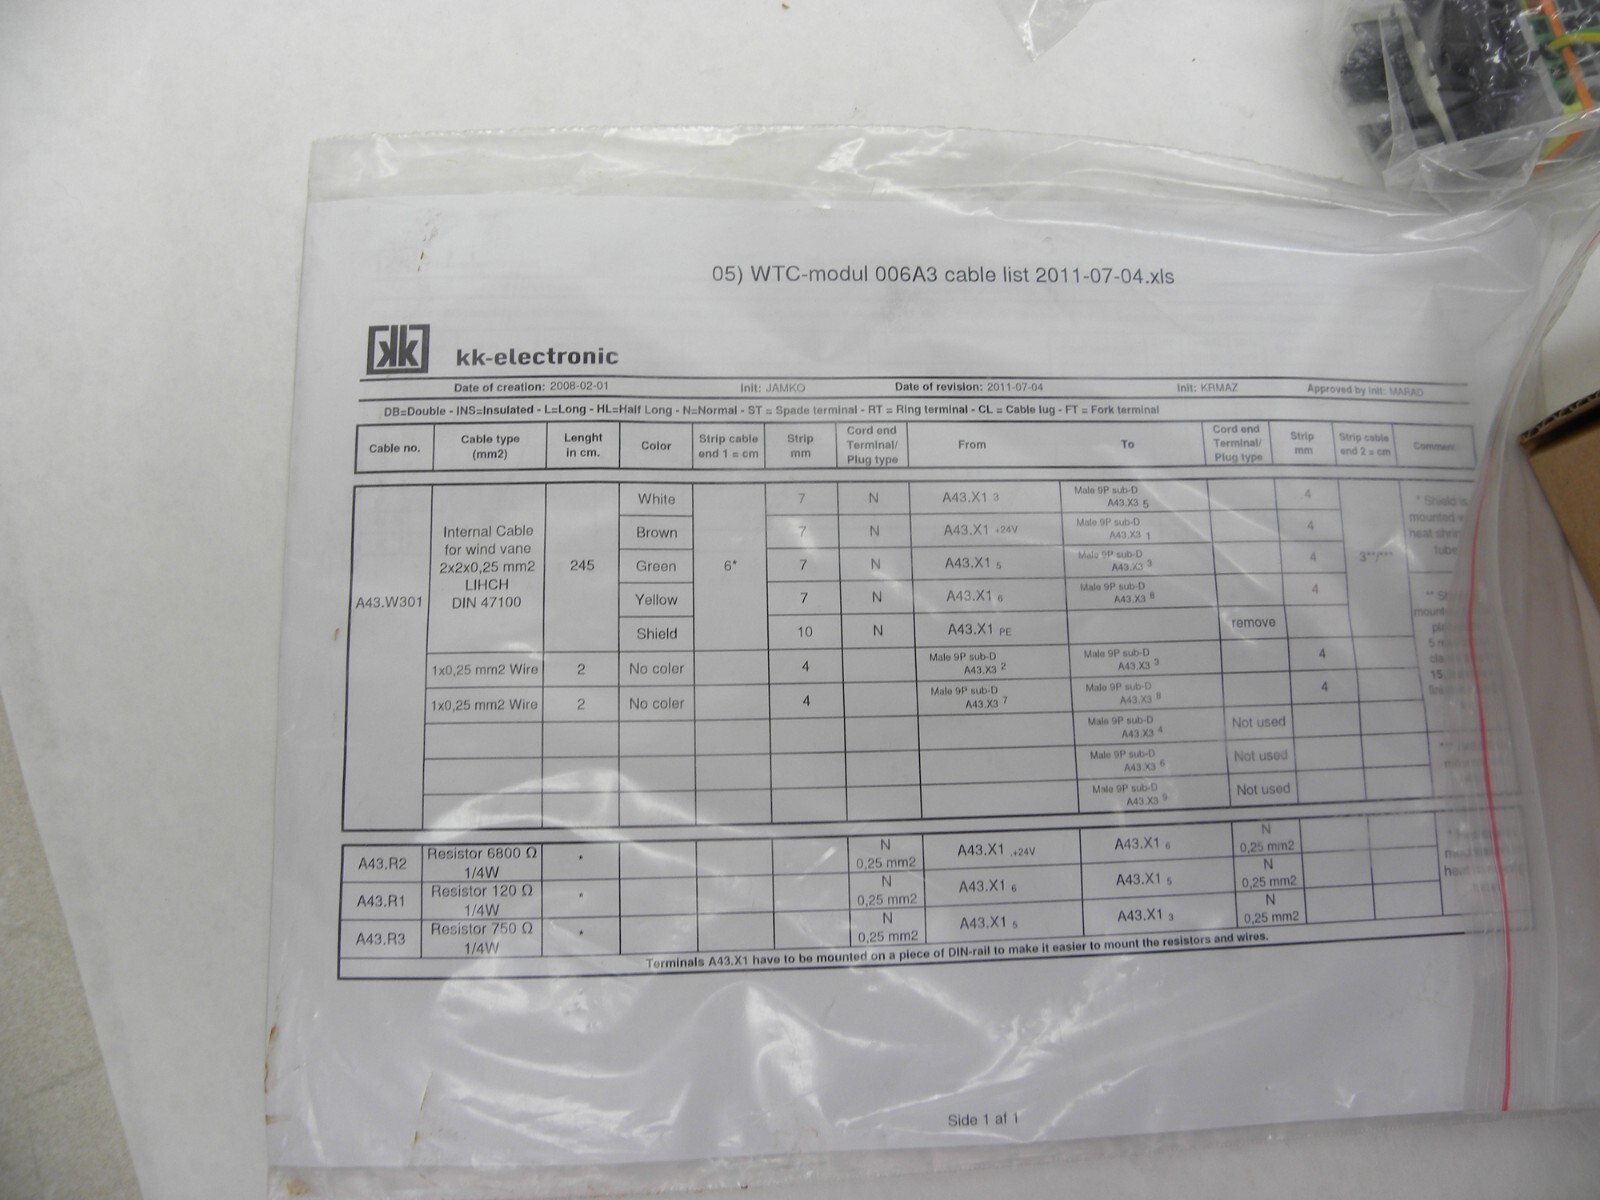 05) WTC-modul 006A3 cable list 2011-07-04.xls
kk kk-electronic
Date of creation: 2008-02-01 Init: JAMKO Date of revision: 2011-07-04 Init: KRMAZ Approved by Init: MARAD
DB=Double - INS=Insulated - L=Long - HL=Half Long - N=Normal - ST = Spade terminal - RT = Ring terminal - CL = Cable lug - FT = Fork terminal
Cable no. Cable type (mm2) Lenght in cm. Color Strip cable end 1 = cm Strip mm Cord end Terminal/ Plug type From To Cord end Terminal/ Plug type Strip mm Strip cable end 2 = cm Comment
A43.W301 Internal Cable for wind vane 2x2x0,25 mm2 LIHCH DIN 47100 245 6* 3**/***
White 7 N A43.X1 3 Male 9P sub-D A43.X3 5 4
Brown 7 N A43.X1 +24V Male 9P sub-D A43.X3 1 4
Green 7 N A43.X1 5 Male 9P sub-D A43.X3 3 4
Yellow 7 N A43.X1 6 Male 9P sub-D A43.X3 8 4
Shield 10 N A43.X1 PE remove
1x0,25 mm2 Wire 2 No coler 4 Male 9P sub-D A43.X3 2 Male 9P sub-D A43.X3 3 4
1x0,25 mm2 Wire 2 No coler 4 Male 9P sub-D A43.X3 7 Male 9P sub-D A43.X3 8 4
Male 9P sub-D A43.X3 4 Not used
Male 9P sub-D A43.X3 6 Not used
Male 9P sub-D A43.X3 9 Not used
* Shield is
mounted
heat
tube
A43.R2 Resistor 6800 Ω 1/4W * N 0,25 mm2 A43.X1 .+24V A43.X1 6 N 0,25 mm2
A43.R1 Resistor 120 Ω 1/4W * N 0,25 mm2 A43.X1 6 A43.X1 5 N 0,25 mm2
A43.R3 Resistor 750 Ω 1/4W * N 0,25 mm2 A43.X1 5 A43.X1 3 N 0,25 mm2
Terminals A43.X1 have to be mounted on a piece of DIN-rail to make it easier to mount the resistors and wires.
Side 1 af 1